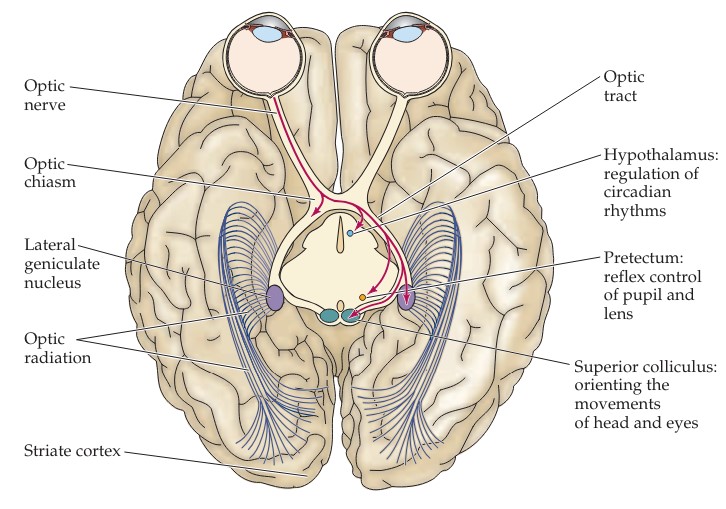 Optic
nerve
Optic
chiasm
Lateral
geniculate
nucleus
Optic
radiation
Striate cortex
Optic
tract
Hypothalamus:
regulation of
circadian
rhythms
Pretectum:
reflex control
of pupil and
lens
Superior colliculus:
orienting the
movements
of head and eyes